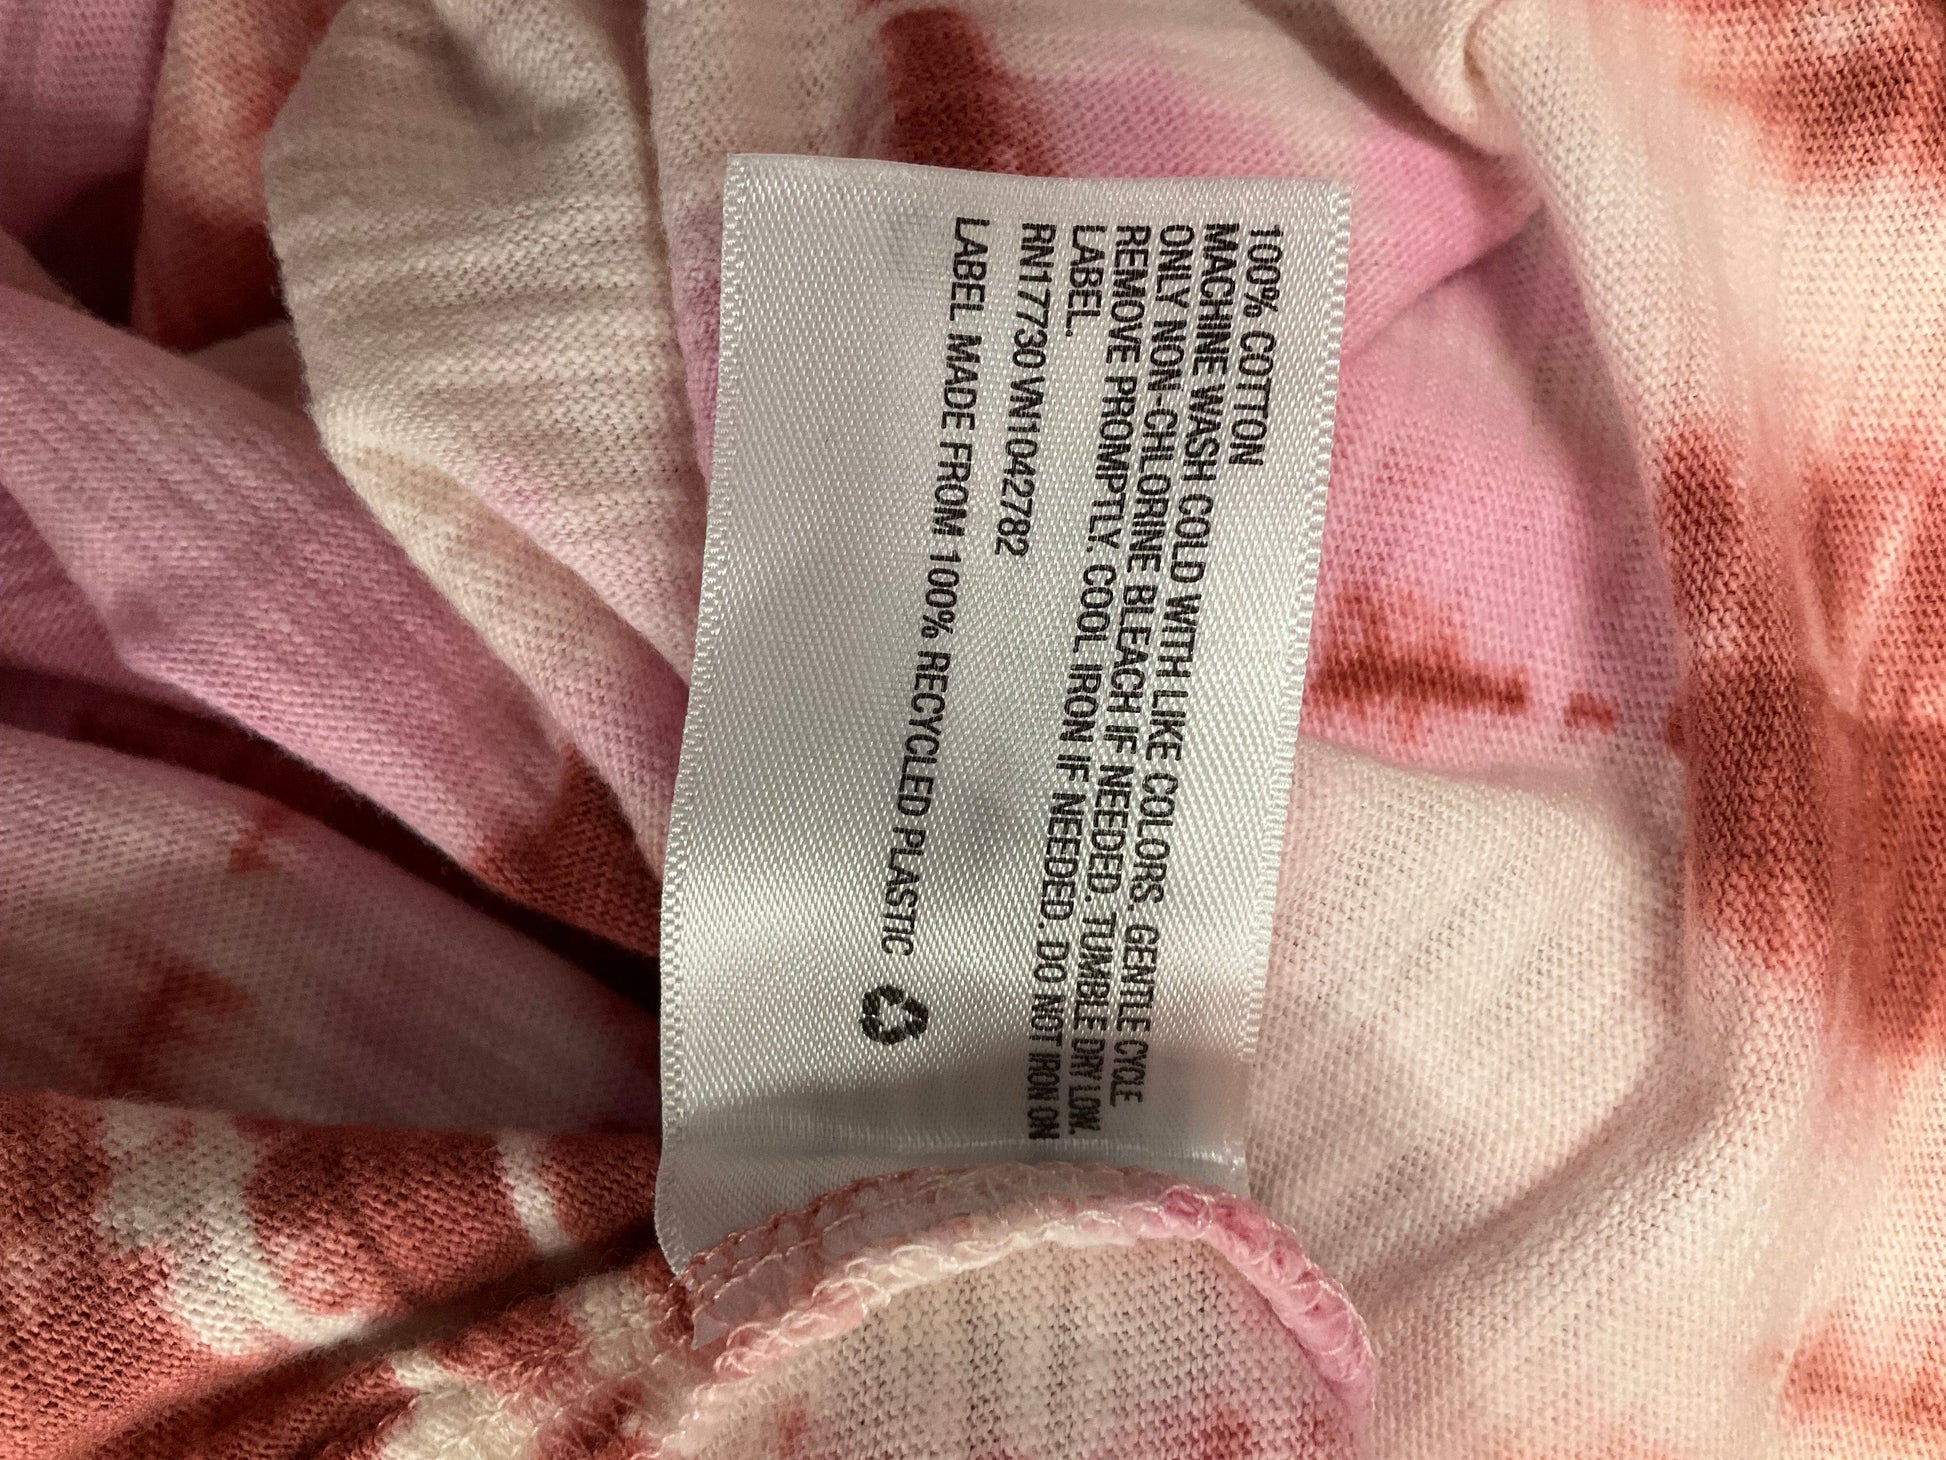 100% COTTON
MACHINE WASH COLD WITH LIKE COLORS. GENTLE CYCLE
ONLY NON-CHLORINE BLEACH IF NEEDED. TUMBLE DRY LOW.
REMOVE PROMPTLY. COOL IRON IF NEEDED. DO NOT IRON ON
LABEL.
RN17730 VN1042782
LABEL MADE FROM 100% RECYCLED PLASTIC